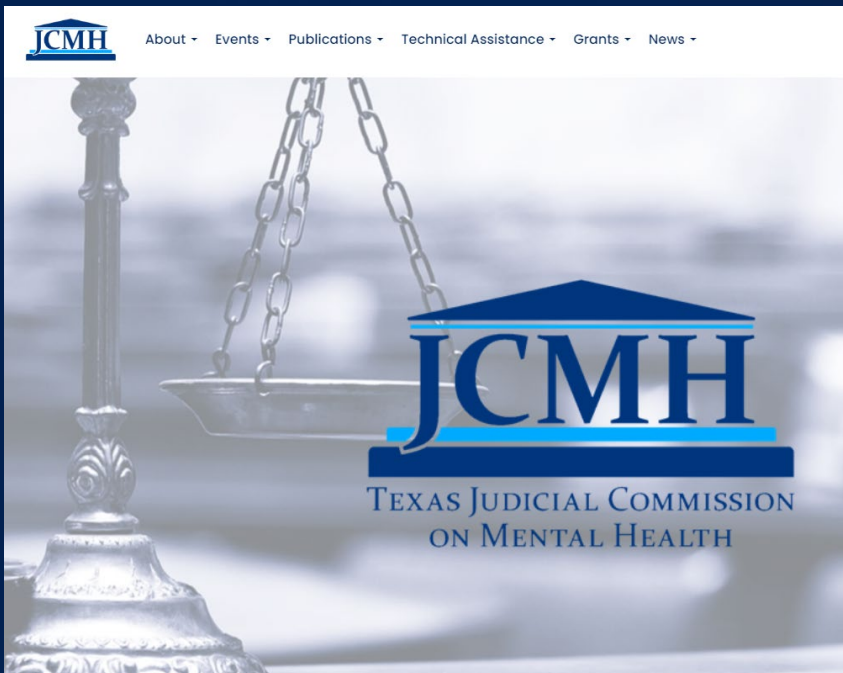 JCMH
About
Events
Publications
Technical Assistance
Grants
News
JCMH
TEXAS JUDICIAL COMMISSION
ON MENTAL HEALTH